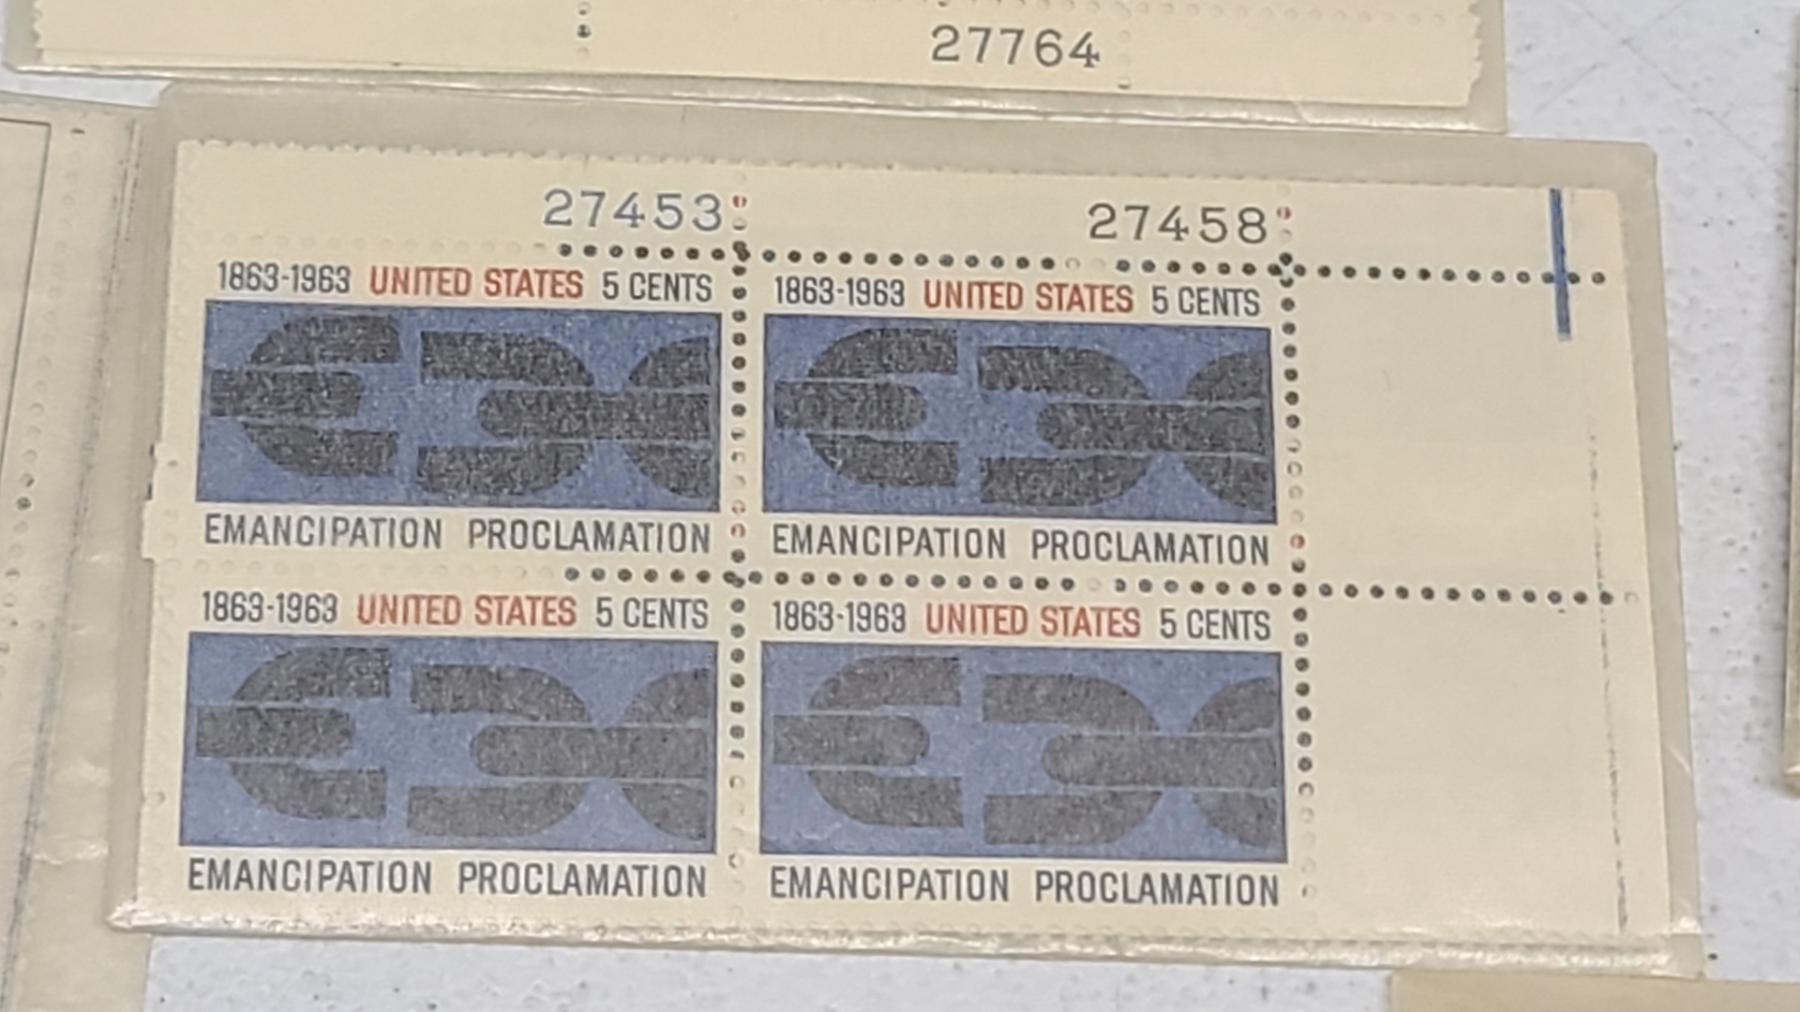 27764
27453 27458
1863-1963 UNITED STATES 5 CENTS
EMANCIPATION PROCLAMATION
1863-1963 UNITED STATES 5 CENTS
EMANCIPATION PROCLAMATION
1863-1963 UNITED STATES 5 CENTS
EMANCIPATION PROCLAMATION
1863-1963 UNITED STATES 5 CENTS
EMANCIPATION PROCLAMATION